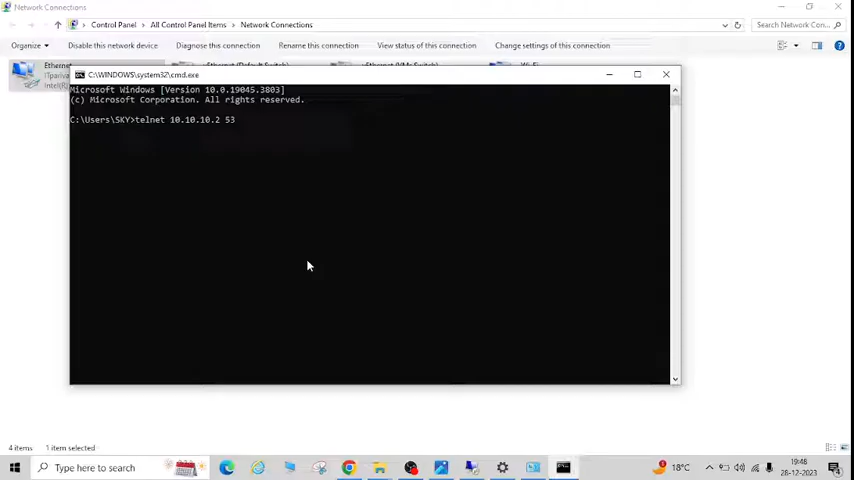 Network Connections
Control Panel > All Control Panel Items > Network Connections
Search Network Con...
Organize
Disable this network device
Diagnose this connection
Rename this connection
View status of this connection
Change settings of this connection
Ethernet
C:\WINDOWS\system32\cmd.exe
Microsoft Windows [Version 10.0.19045.3803]
(c) Microsoft Corporation. All rights reserved.
C:\Users\SKY>telnet 10.10.10.2 53
4 items
1 item selected
Type here to search
18°C
19:48
28-12-2023